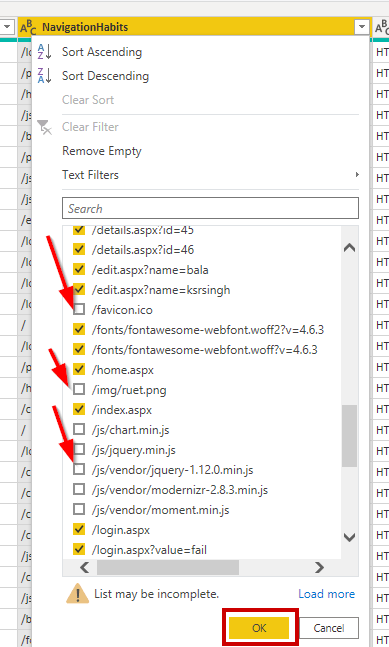 ABC NavigationHabits
Sort Ascending
Sort Descending
Clear Sort
Clear Filter
Remove Empty
Text Filters
Search
/details.aspx?id=45
/details.aspx?id=46
/edit.aspx?name=bala
/edit.aspx?name=ksrsingh
/favicon.ico
/fonts/fontawesome-webfont.woff2?v=4.6.3
/fonts/fontawesome-webfont.woff?v=4.6.3
/home.aspx
/img/ruet.png
/index.aspx
/js/chart.min.js
/js/jquery.min.js
/js/vendor/jquery-1.12.0.min.js
/js/vendor/modernizr-2.8.3.min.js
/js/vendor/moment.min.js
/login.aspx
/login.aspx?value=fail
List may be incomplete.
Load more
OK
Cancel